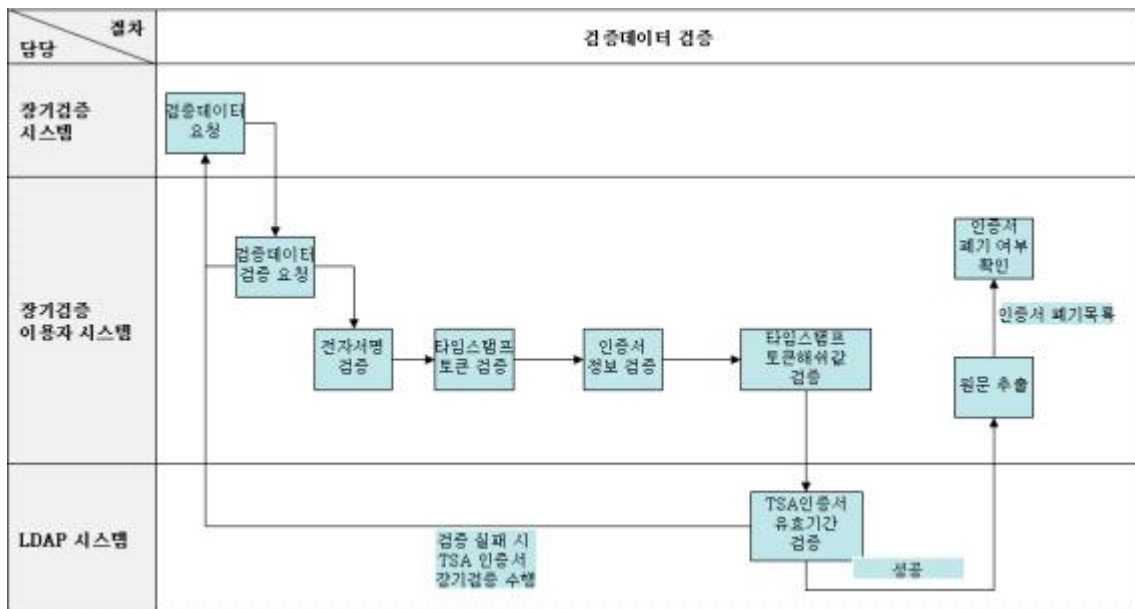 절차
담당
검증데이터 검증
장기검증
시스템
검증데이터
요청
장기검증
이용자 시스템
검증데이터
검증 요청
전자서명
검증
타임스탬프
토큰 검증
인증서
정보 검증
타임스탬프
토큰해쉬값
검증
인증서
폐기 여부
확인
인증서 폐기목록
원문 추출
LDAP 시스템
검증 실패 시
TSA 인증서
장기검증 수행
TSA인증서
유효기간
검증
성공